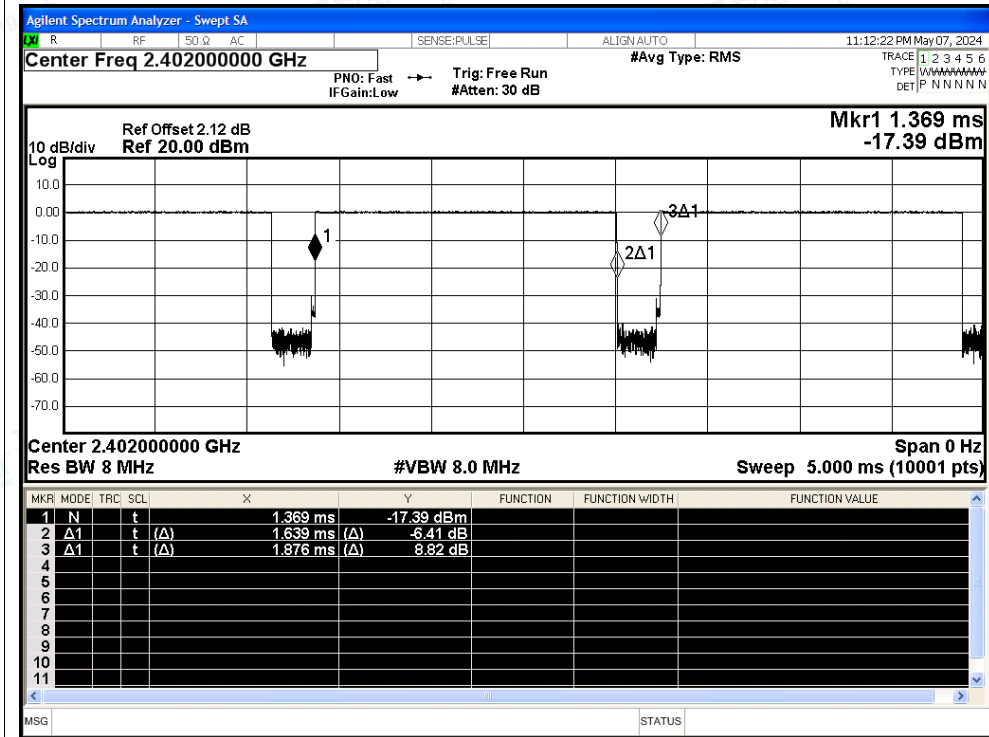 Agilent Spectrum Analyzer - Swept SA
LXI R RF 50 Ω AC SENSE:PULSE ALIGN AUTO 11:12:22 PM May 07, 2024
Center Freq 2.402000000 GHz #Avg Type: RMS TRACE 1 2 3 4 5 6
PNO: Fast Trig: Free Run TYPE WWWWWW
IFGain:Low #Atten: 30 dB DET P N N N N N
Mkr1 1.369 ms
Ref Offset 2.12 dB
10 dB/div Ref 20.00 dBm -17.39 dBm
Log
10.0
0.00 3Δ1
-10.0 1
2Δ1
-20.0
-30.0
-40.0
-50.0
-60.0
-70.0
Center 2.402000000 GHz Span 0 Hz
Res BW 8 MHz #VBW 8.0 MHz Sweep 5.000 ms (10001 pts)
MKR MODE TRC SCL X Y FUNCTION FUNCTION WIDTH FUNCTION VALUE
1 N t 1.369 ms -17.39 dBm
2 Δ1 t (Δ) 1.639 ms (Δ) -6.41 dB
3 Δ1 t (Δ) 1.876 ms (Δ) 8.82 dB
4
5
6
7
8
9
10
11
MSG STATUS